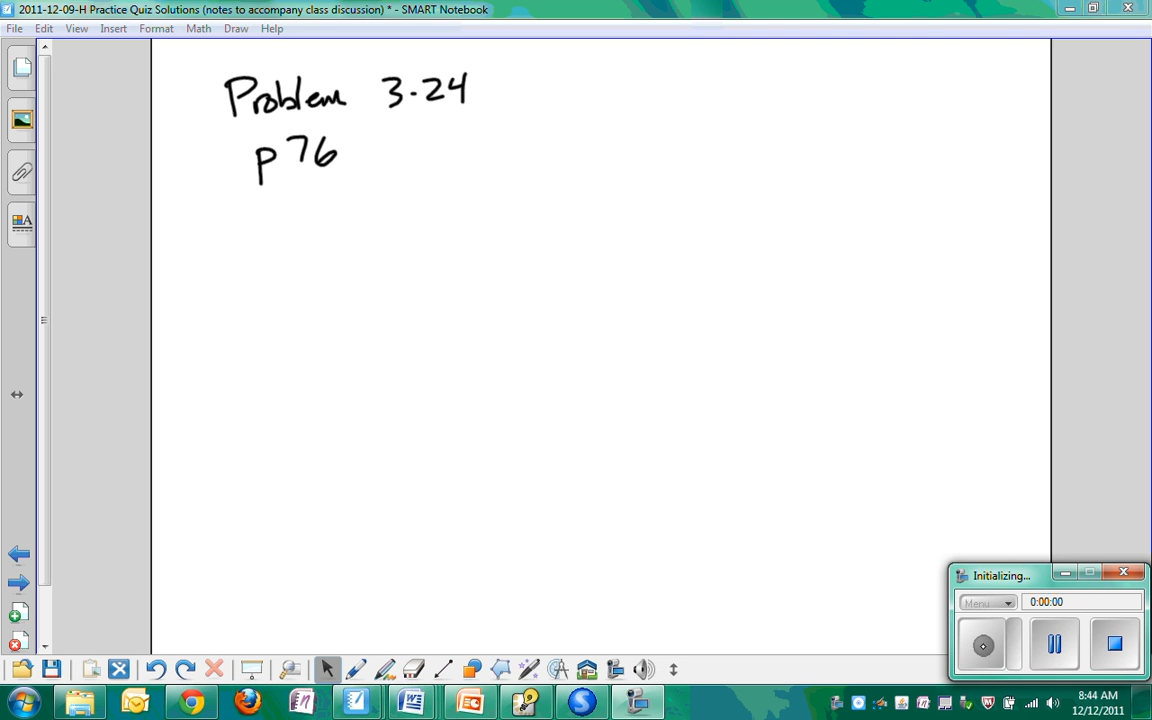 2011-12-09-H Practice Quiz Solutions (notes to accompany class discussion) * - SMART Notebook
File Edit View Insert Format Math Draw Help
Problem 3-24
p 76
Initializing...
Menu 0:00:00
8:44 AM
12/12/2011